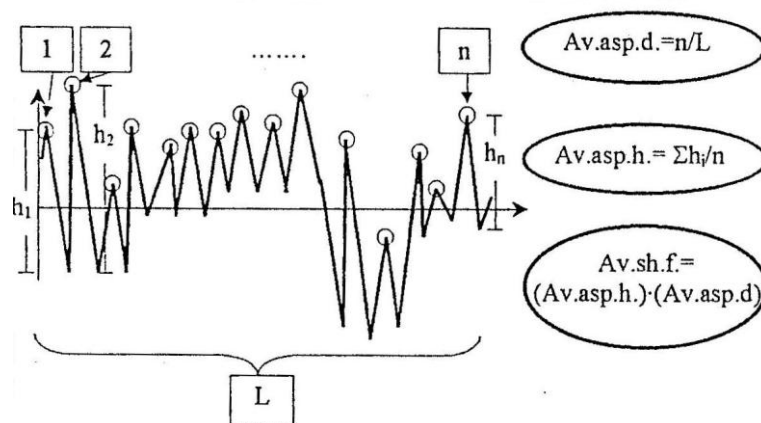 1
2
........
n
h₁
h₂
hₙ
L
Av.asp.d.=n/L
Av.asp.h.= Σhᵢ/n
Av.sh.f.=
(Av.asp.h.)·(Av.asp.d)